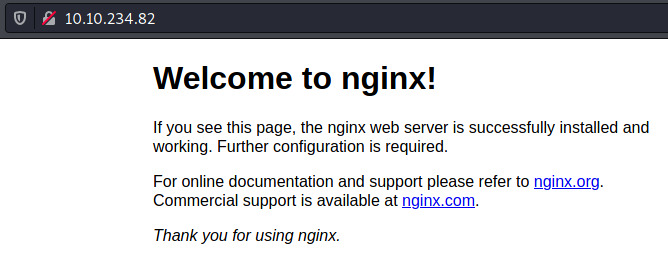 10.10.234.82
Welcome to nginx!
If you see this page, the nginx web server is successfully installed and
working. Further configuration is required.
For online documentation and support please refer to nginx.org.
Commercial support is available at nginx.com.
Thank you for using nginx.